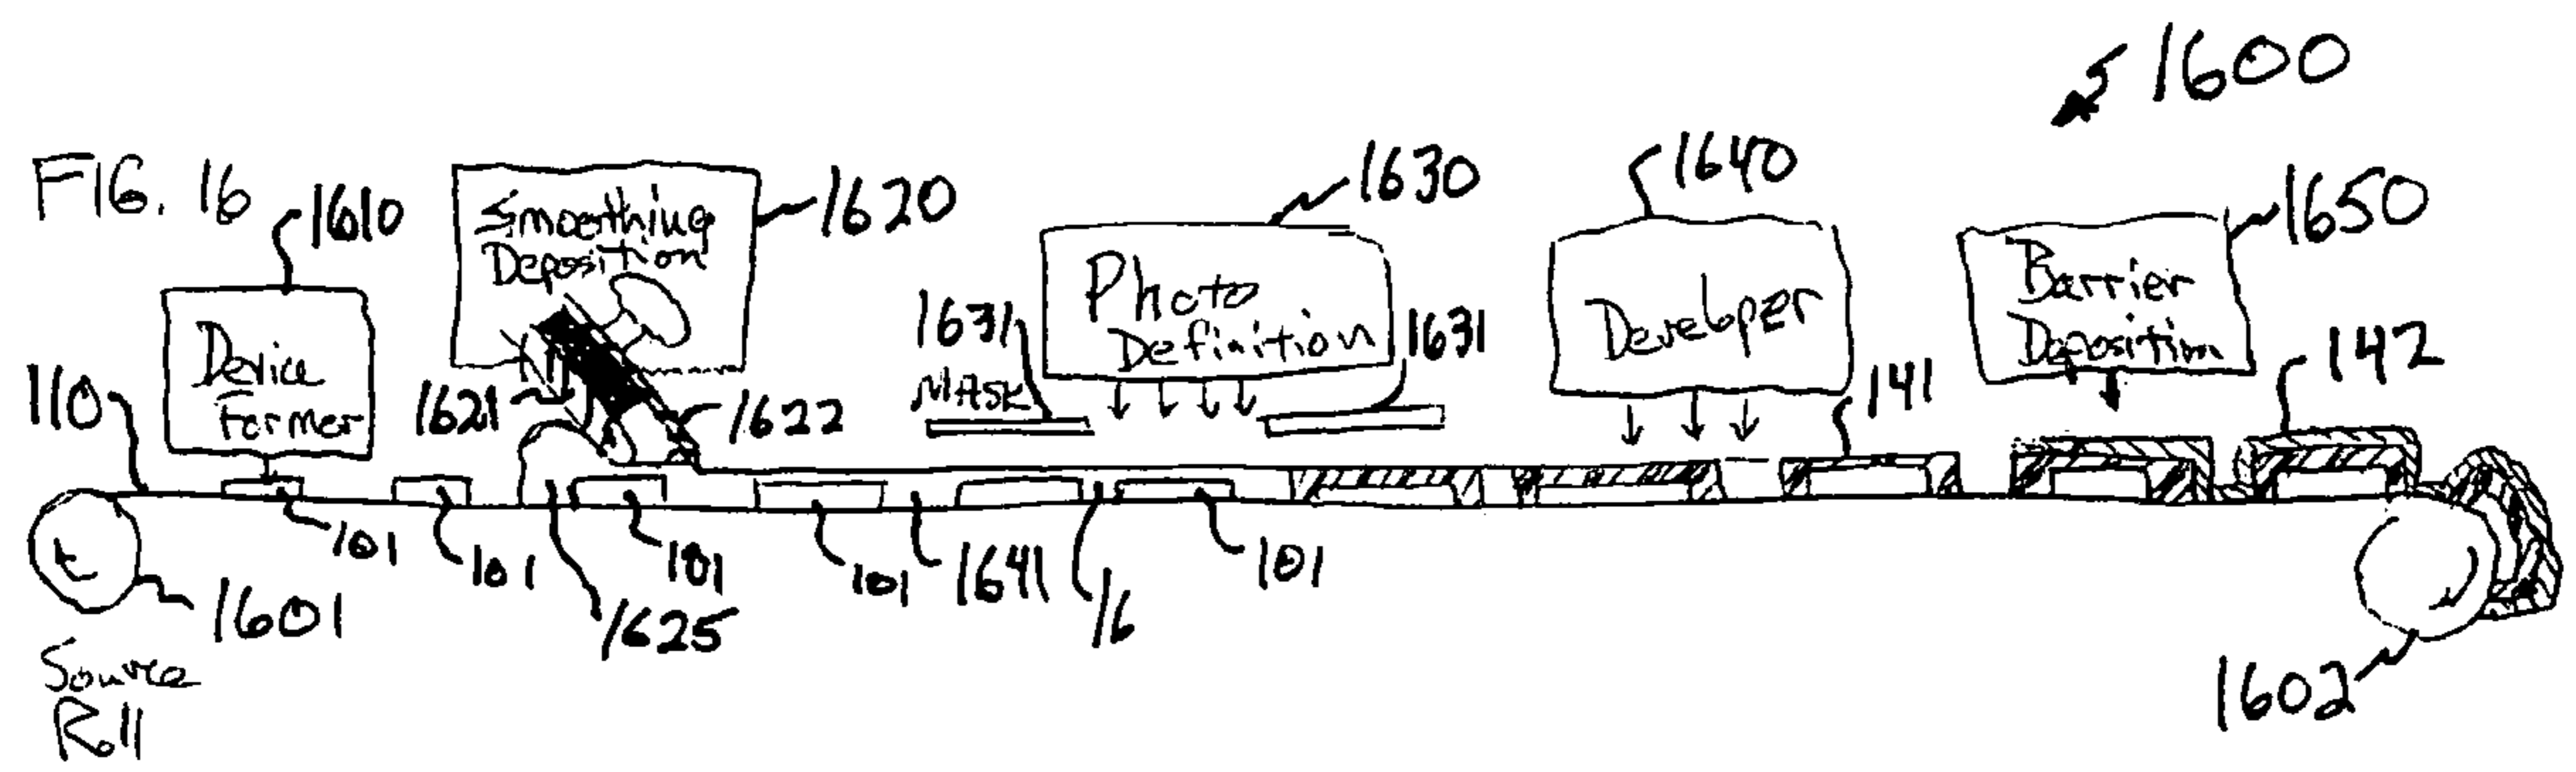 1600
FIG. 16
1610
1620
1630
1640
1650
Smoothing
Deposition
Photo
Definition
Developer
Barrier
Deposition
Device
Former
110
1621
1622
1631
MASK
1631
141
142
101
101
101
101
1641
16
101
1601
1625
1602
Source
Roll